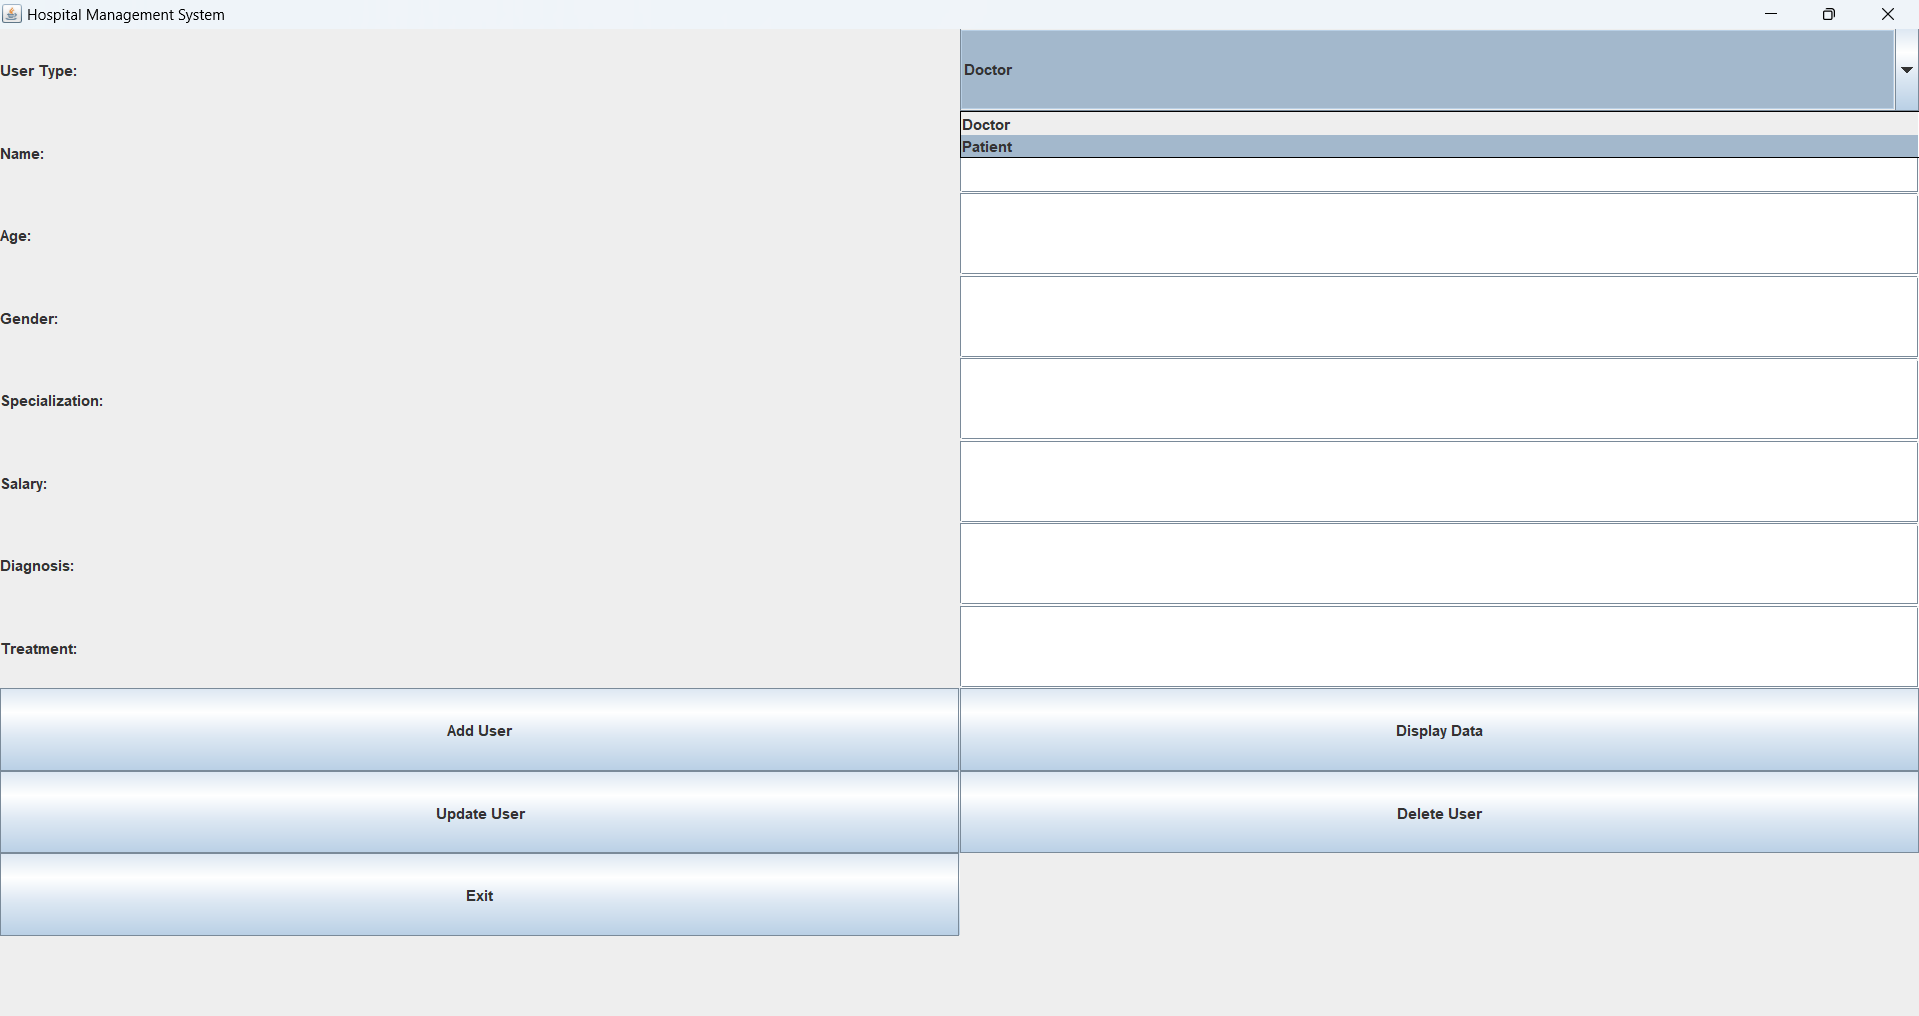 Hospital Management System
User Type:
Doctor
Doctor
Patient
Name:
Age:
Gender:
Specialization:
Salary:
Diagnosis:
Treatment:
Add User
Display Data
Update User
Delete User
Exit